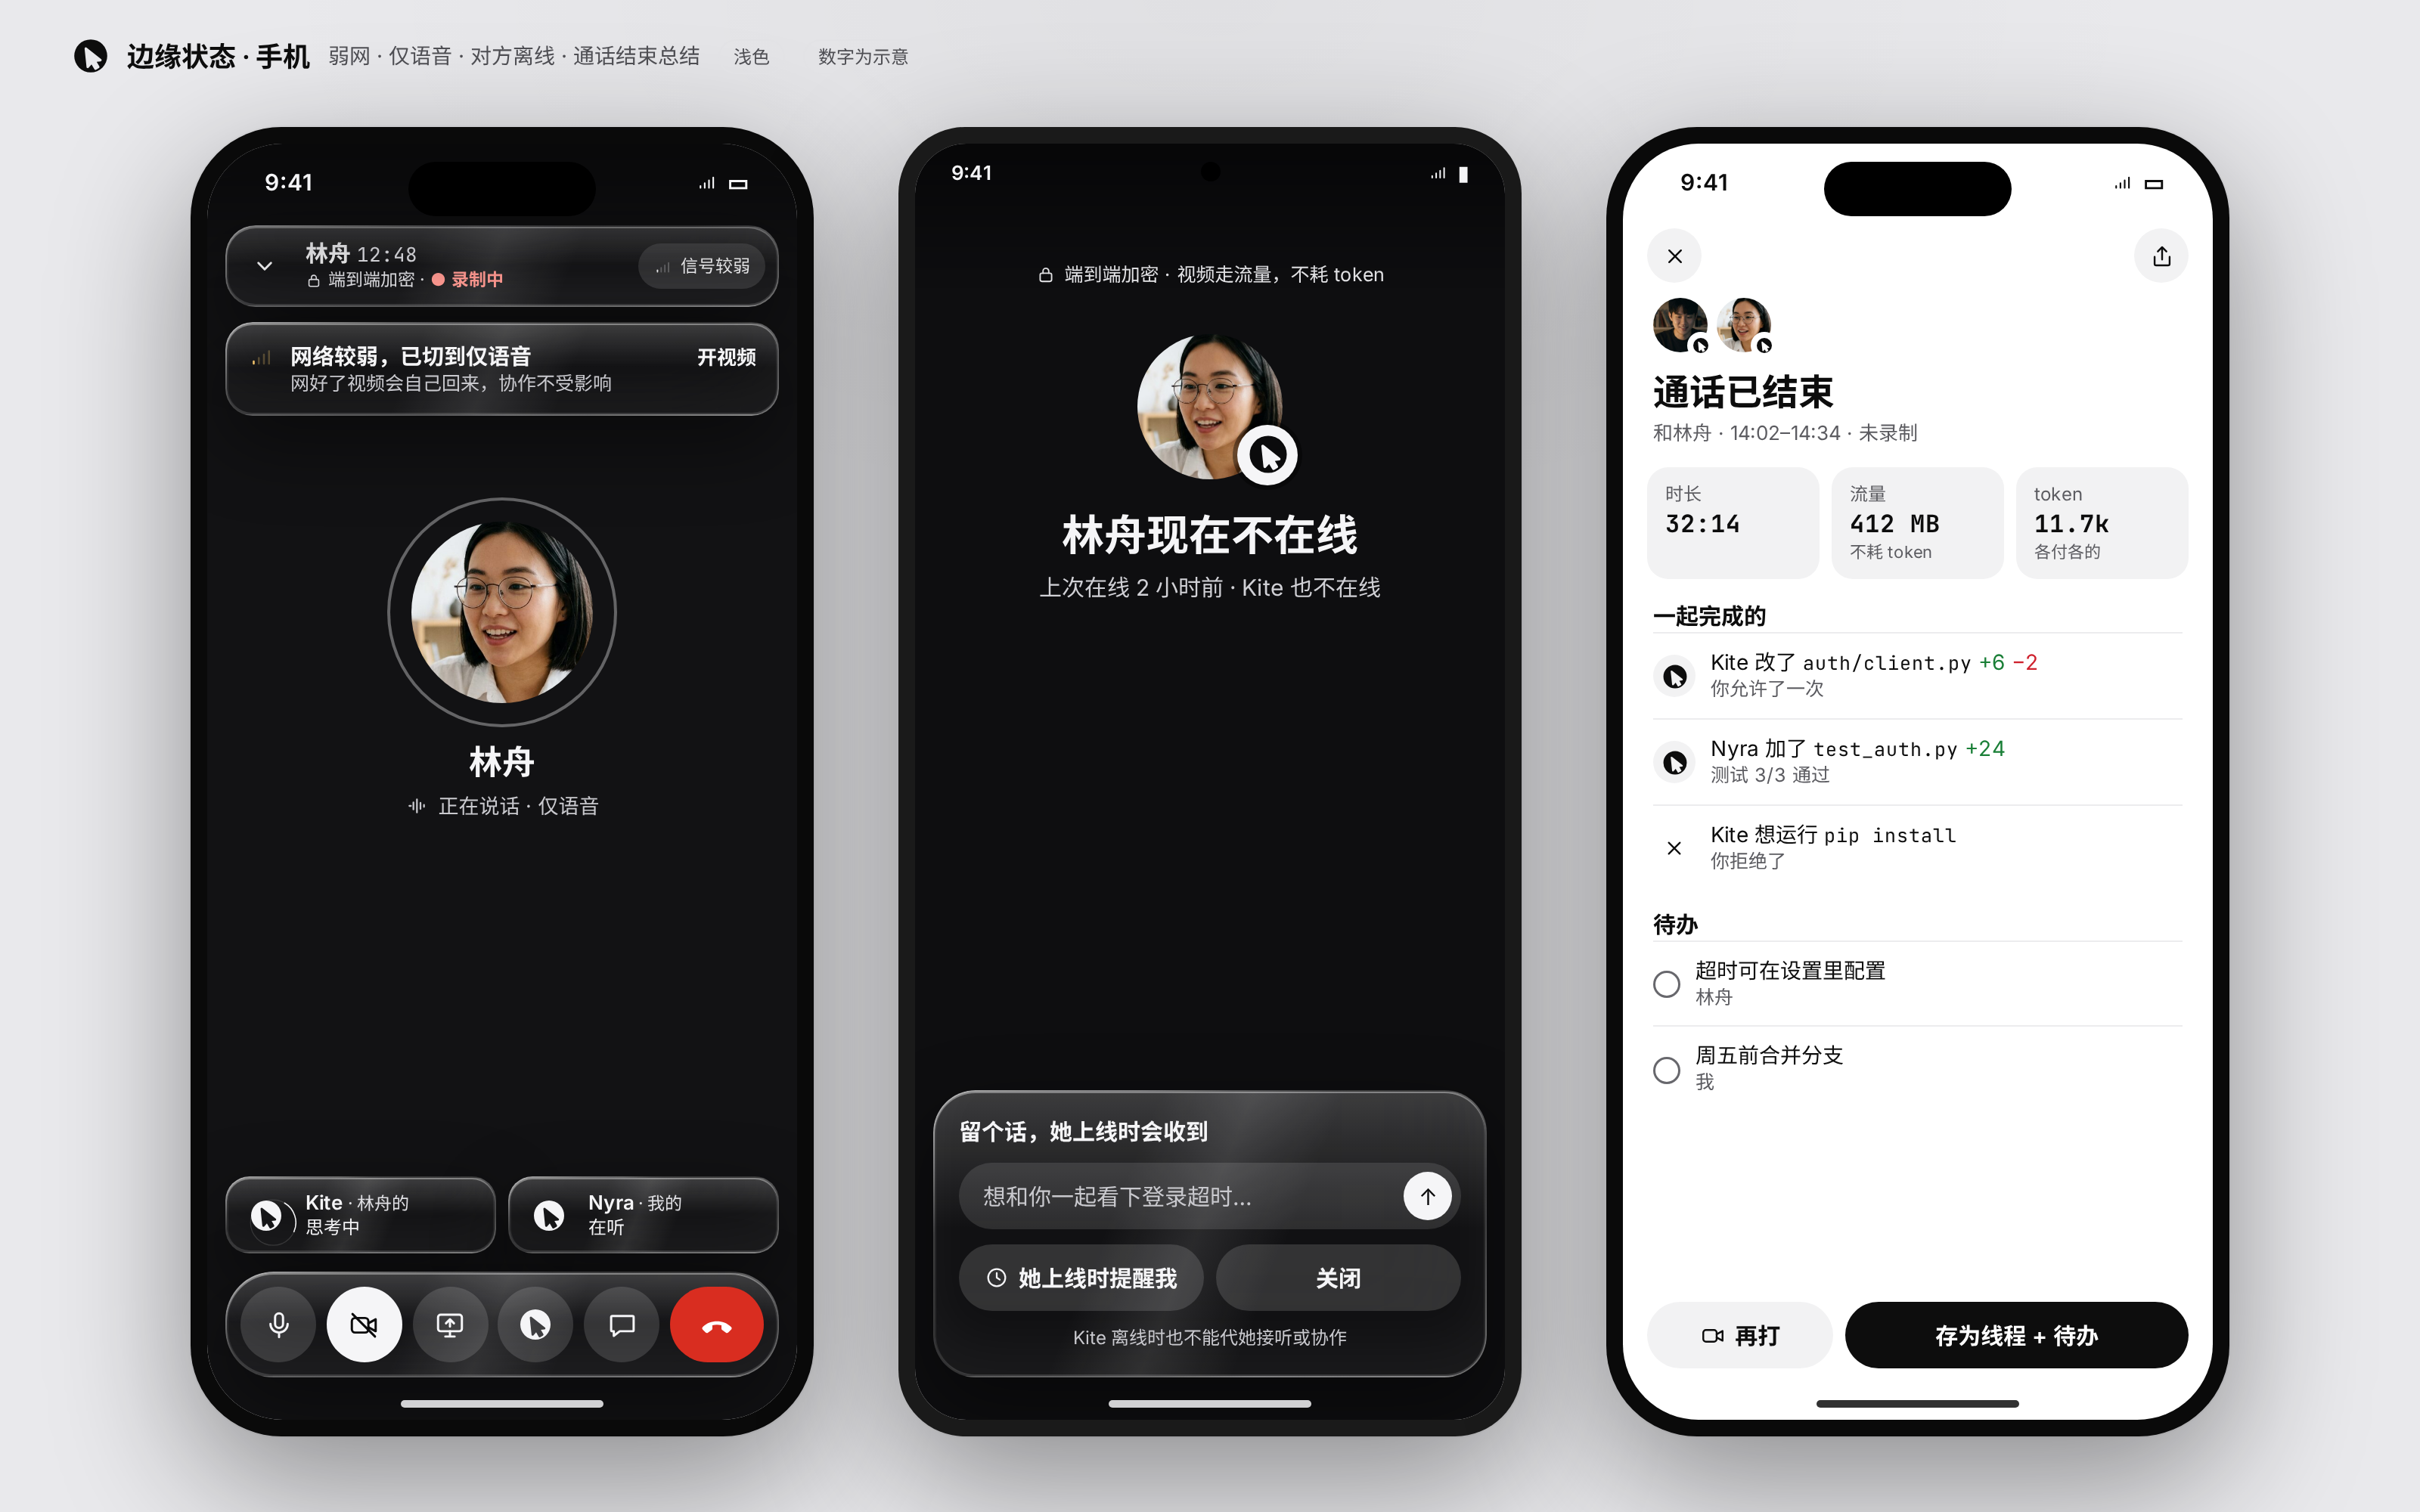 边缘状态 · 手机 弱网 · 仅语音 · 对方离线 · 通话结束总结 浅色 数字为示意
9:41
林舟 12:48
端到端加密 · 录制中
信号较弱
网络较弱，已切到仅语音
开视频
网好了视频会自己回来，协作不受影响
林舟
正在说话 · 仅语音
Kite · 林舟的
思考中
Nyra · 我的
在听
9:41
端到端加密 · 视频走流量，不耗 token
林舟现在不在线
上次在线 2 小时前 · Kite 也不在线
留个话，她上线时会收到
想和你一起看下登录超时...
她上线时提醒我
关闭
Kite 离线时也不能代她接听或协作
9:41
通话已结束
和林舟 · 14:02–14:34 · 未录制
时长
32:14
流量
412 MB
不耗 token
token
11.7k
各付各的
一起完成的
Kite 改了 auth/client.py +6 −2
你允许了一次
Nyra 加了 test_auth.py +24
测试 3/3 通过
Kite 想运行 pip install
你拒绝了
待办
超时可在设置里配置
林舟
周五前合并分支
我
再打
存为线程 + 待办